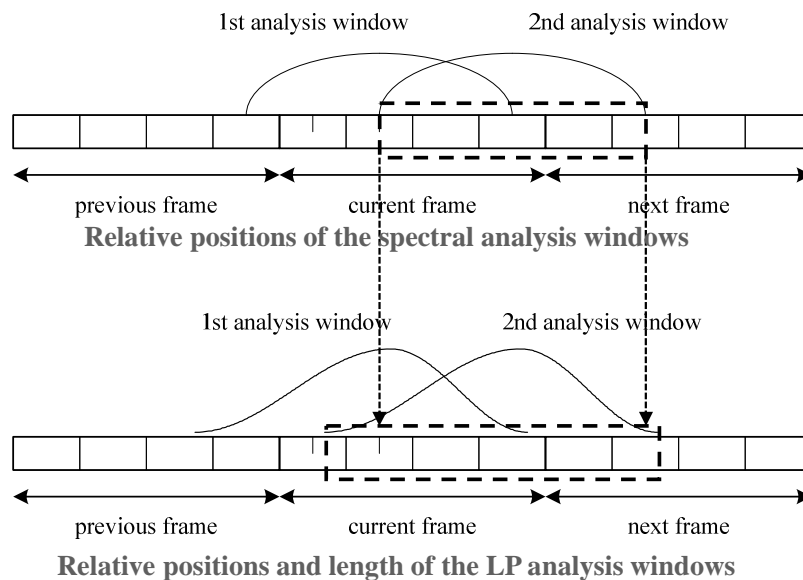 1st analysis window 2nd analysis window
previous frame current frame next frame
Relative positions of the spectral analysis windows
1st analysis window 2nd analysis window
previous frame current frame next frame
Relative positions and length of the LP analysis windows